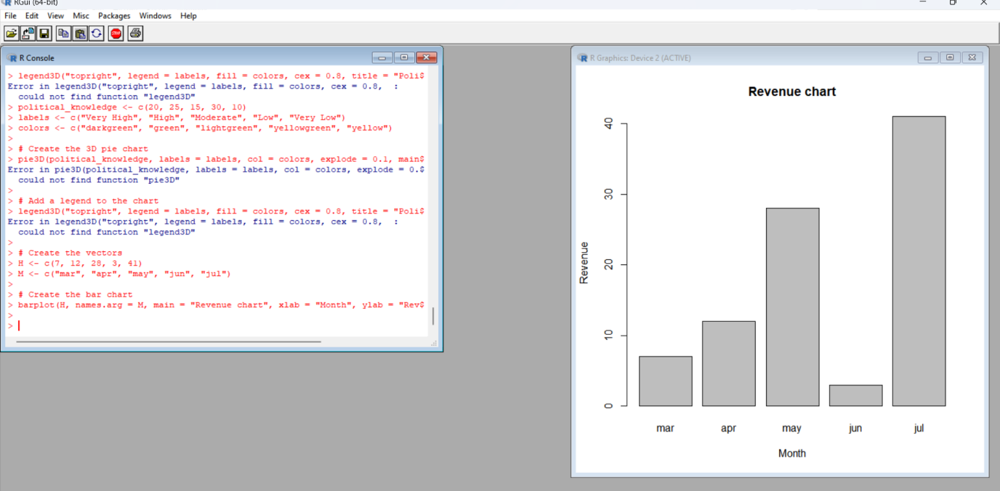 RGui (64-bit)
File Edit View Misc Packages Windows Help
STOP
R Console
> legend3D("topright", legend = labels, fill = colors, cex = 0.8, title = "Poli$
Error in legend3D("topright", legend = labels, fill = colors, cex = 0.8,  :
  could not find function "legend3D"
> political_knowledge <- c(20, 25, 15, 30, 10)
> labels <- c("Very High", "High", "Moderate", "Low", "Very Low")
> colors <- c("darkgreen", "green", "lightgreen", "yellowgreen", "yellow")
>
> # Create the 3D pie chart
> pie3D(political_knowledge, labels = labels, col = colors, explode = 0.1, main$
Error in pie3D(political_knowledge, labels = labels, col = colors, explode = 0.$
  could not find function "pie3D"
>
> # Add a legend to the chart
> legend3D("topright", legend = labels, fill = colors, cex = 0.8, title = "Poli$
Error in legend3D("topright", legend = labels, fill = colors, cex = 0.8,  :
  could not find function "legend3D"
>
> # Create the vectors
> H <- c(7, 12, 28, 3, 41)
> M <- c("mar", "apr", "may", "jun", "jul")
>
> # Create the bar chart
> barplot(H, names.arg = M, main = "Revenue chart", xlab = "Month", ylab = "Rev$
>
>
R Graphics: Device 2 (ACTIVE)
Revenue chart
Revenue
40
30
20
10
0
mar apr may jun jul
Month